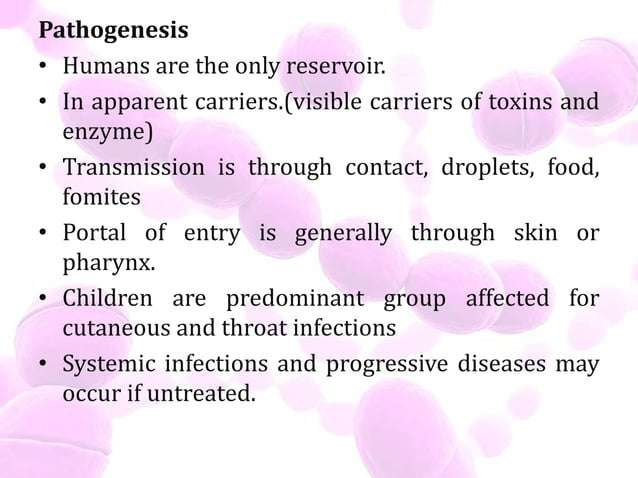 Pathogenesis
• Humans are the only reservoir.
• In apparent carriers.(visible carriers of toxins and
enzyme)
• Transmission is through contact, droplets, food,
fomites
• Portal of entry is generally through skin or
pharynx.
• Children are predominant group affected for
cutaneous and throat infections
• Systemic infections and progressive diseases may
occur if untreated.